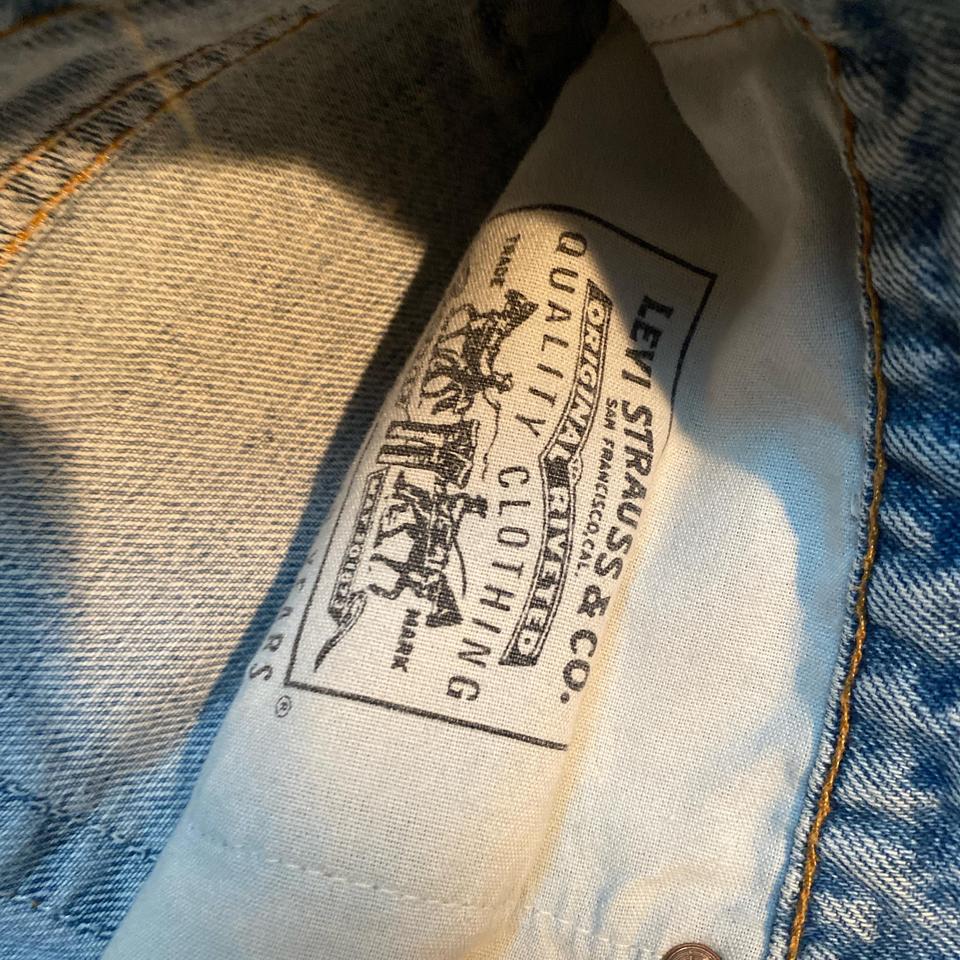 LEVI STRAUSS & CO.
SAN FRANCISCO, CAL.
ORIGINAL RIVETED
QUALITY CLOTHING
TRADE MARK
®